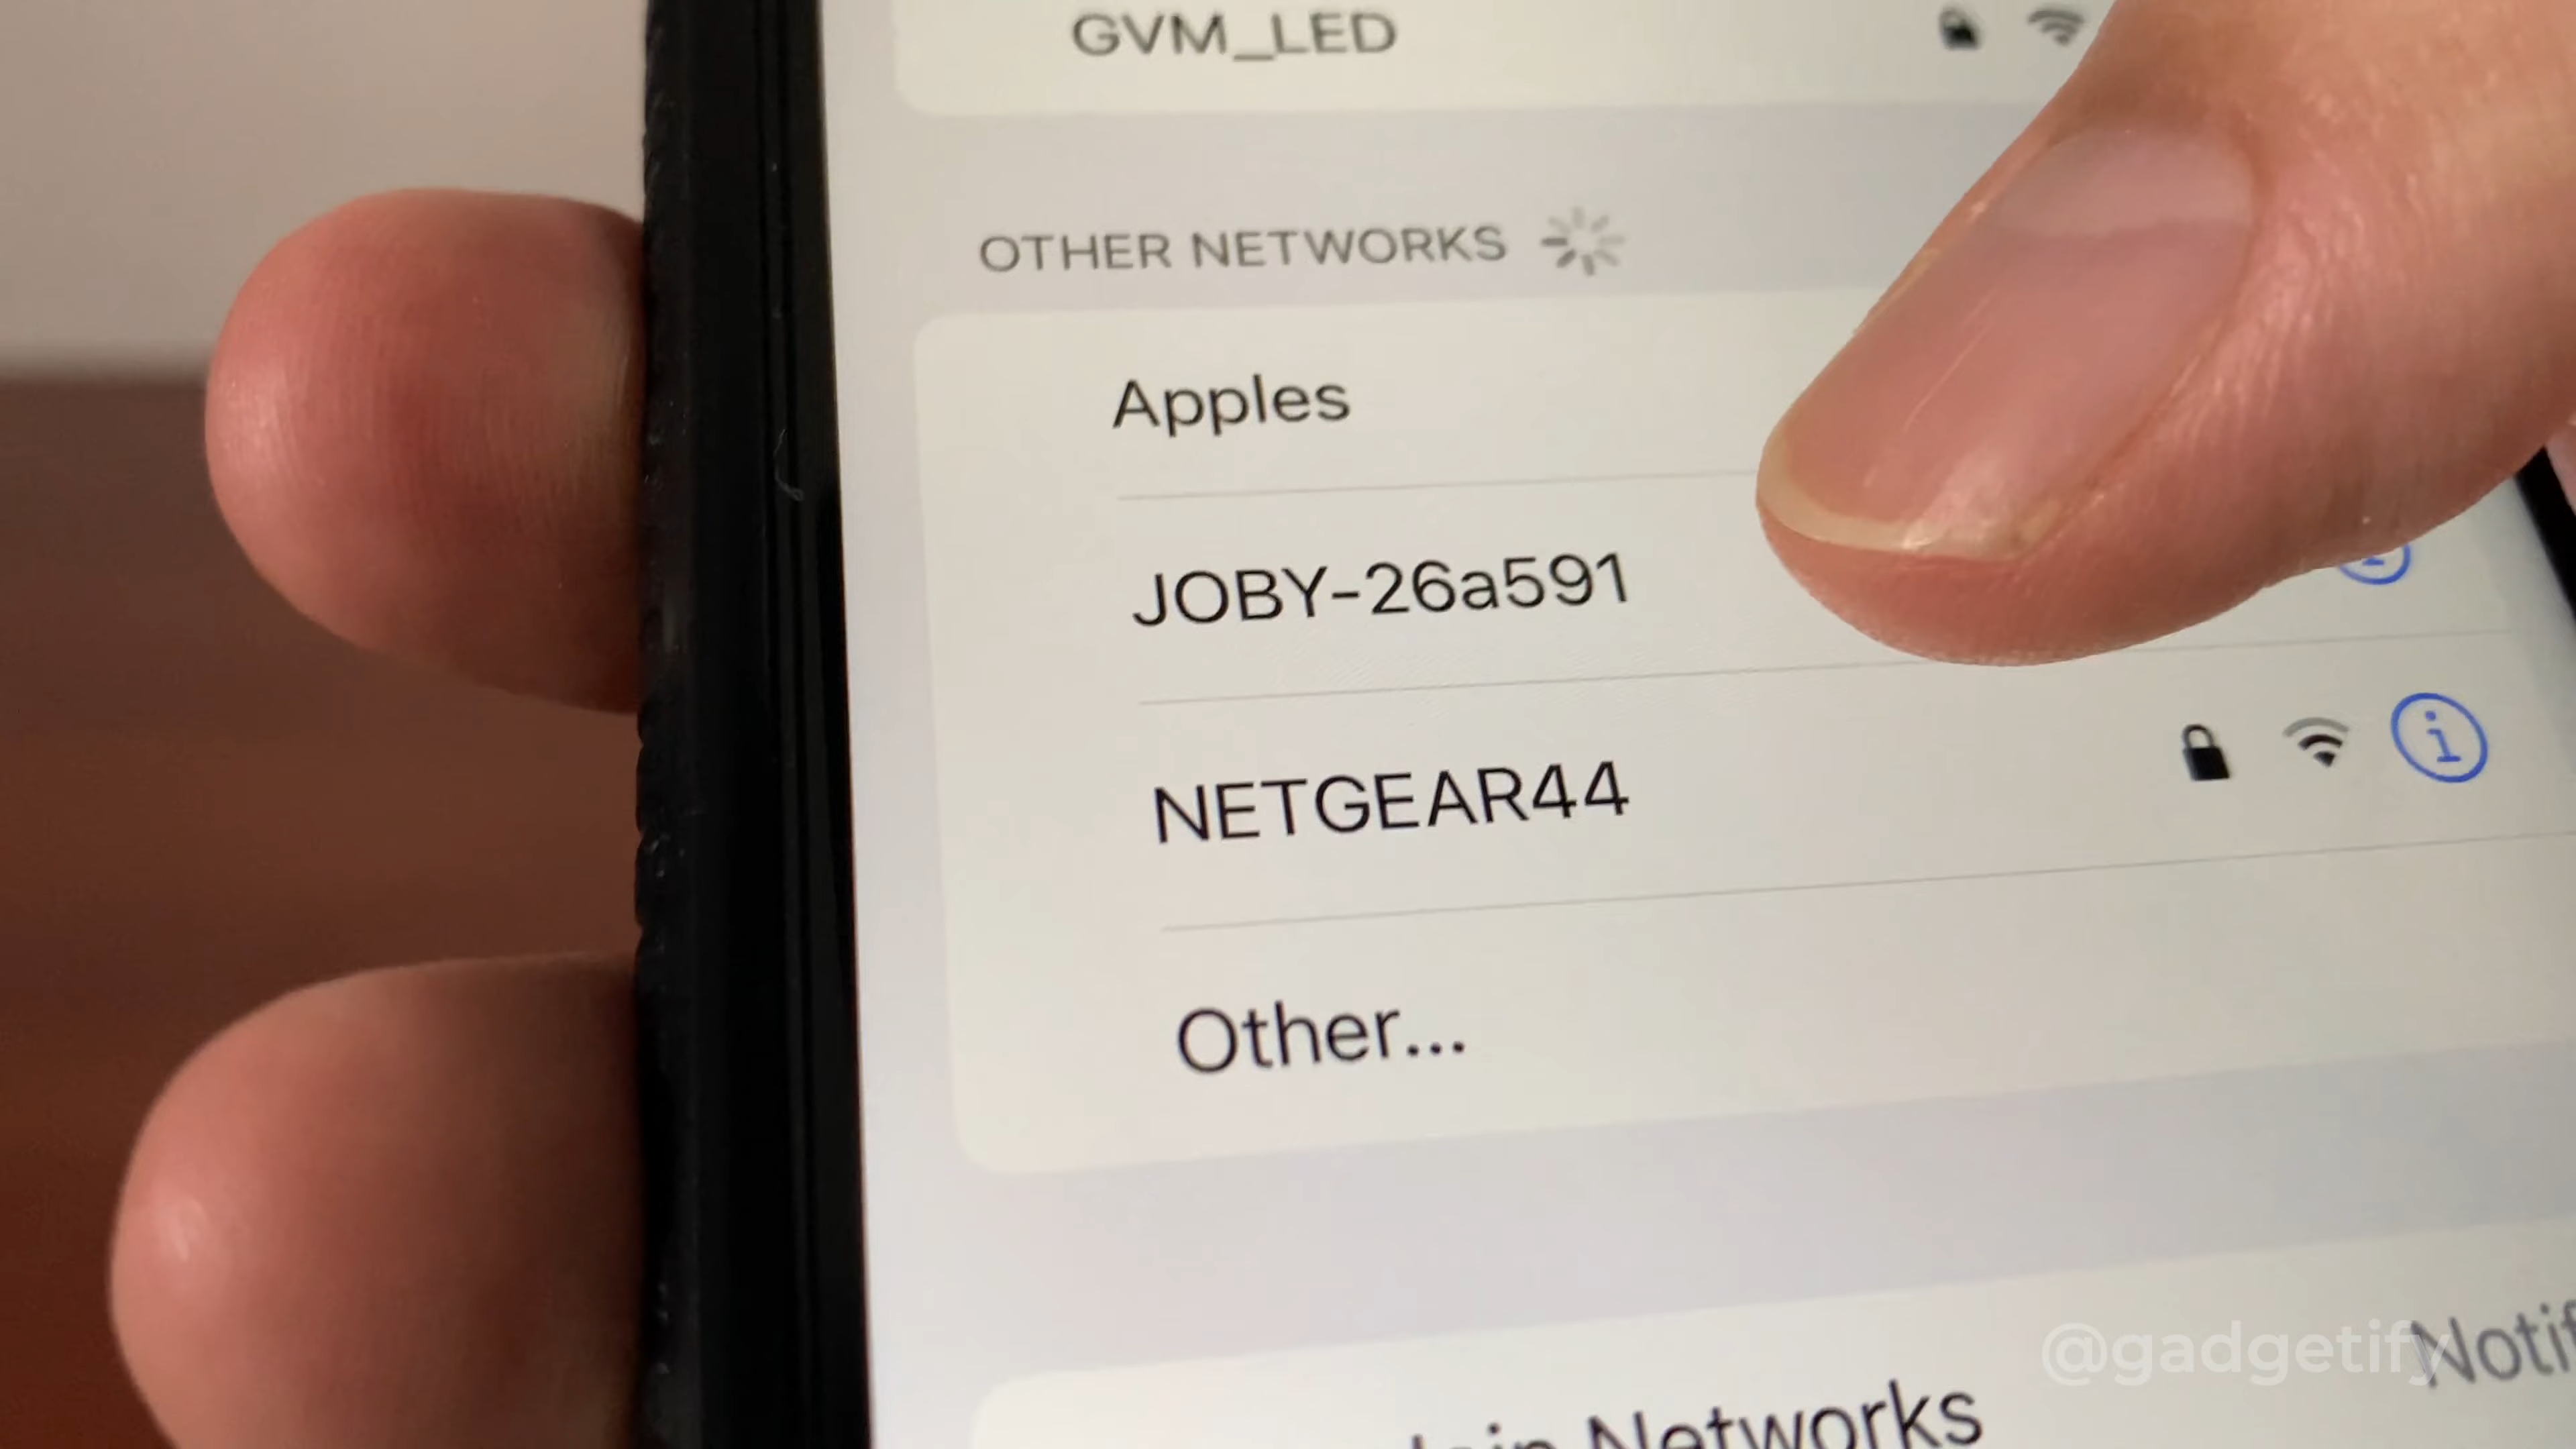 GVM_LED
OTHER NETWORKS
Apples
JOBY-26a591
NETGEAR44
Other...
Networks
@gadgetify